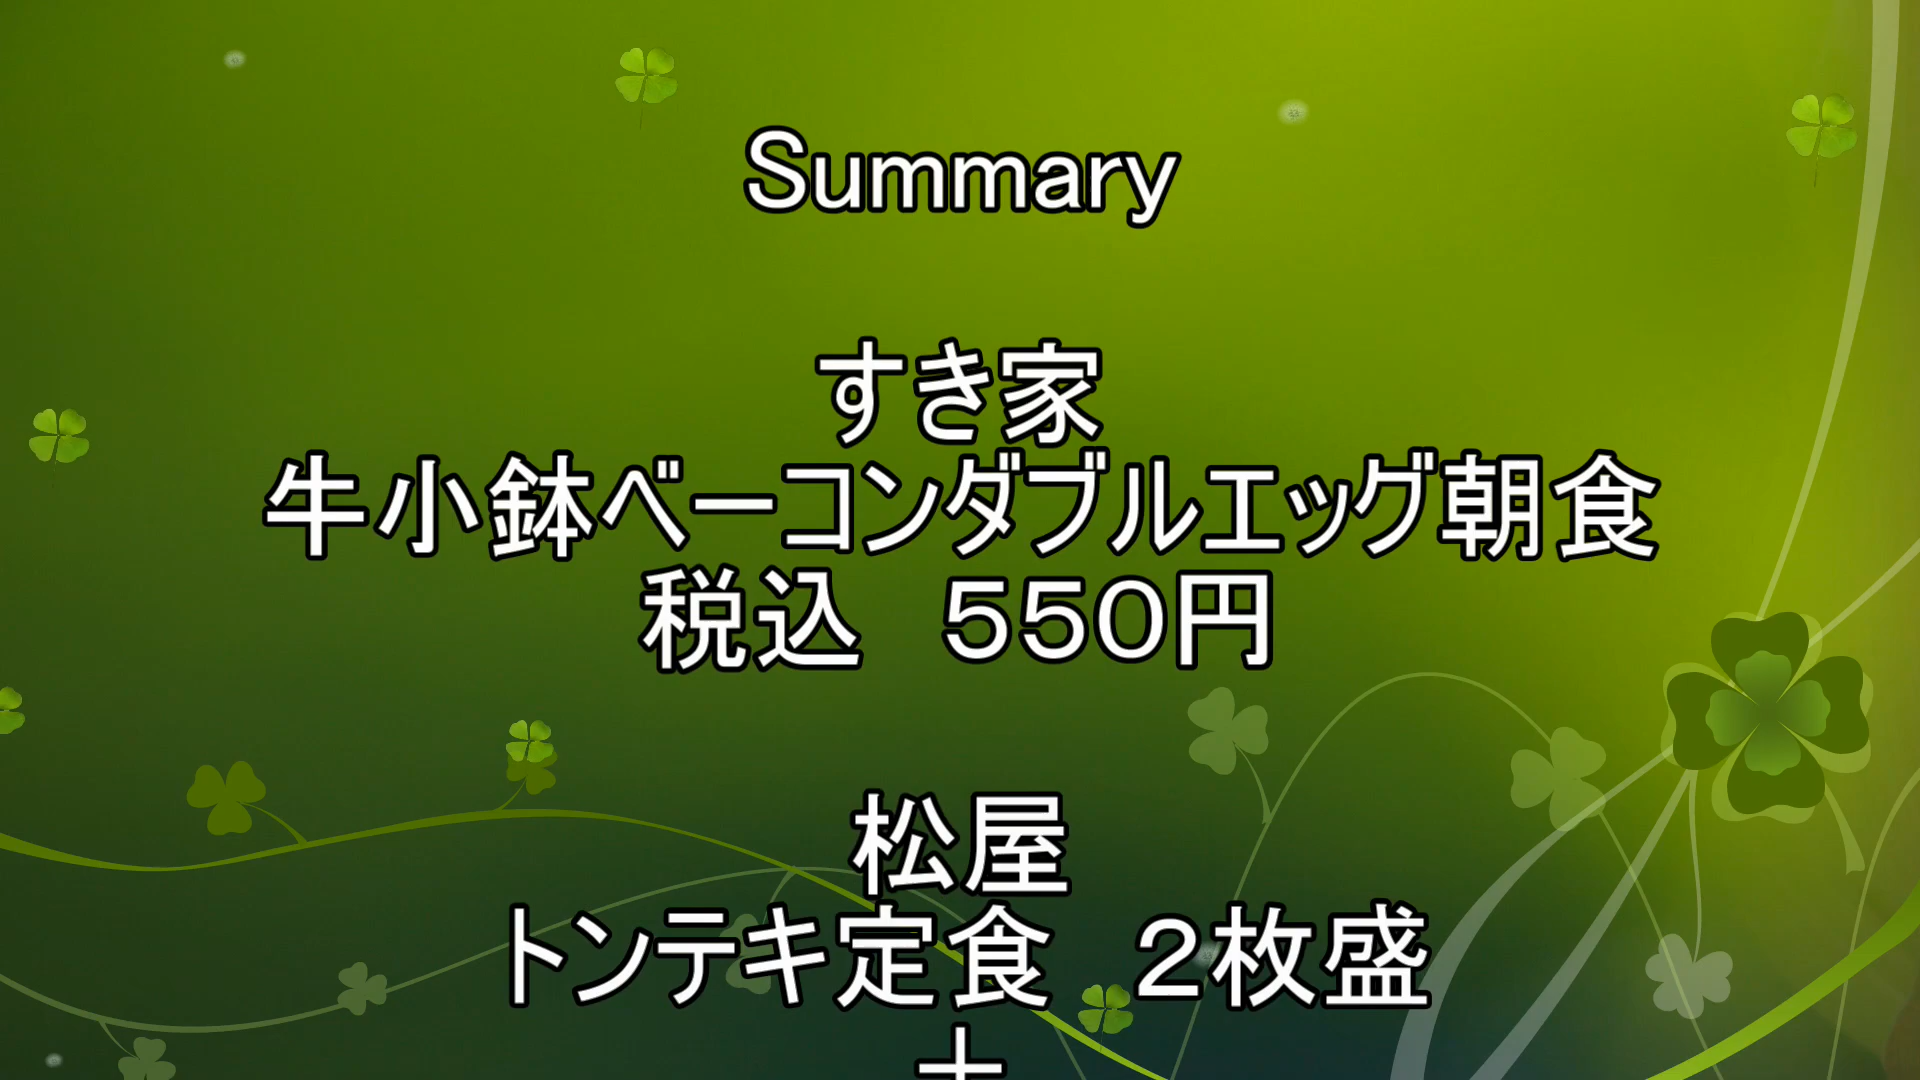 Summary
すき家
牛小鉢ベーコンダブルエッグ朝食
税込　５５０円
松屋
トンテキ定食　２枚盛